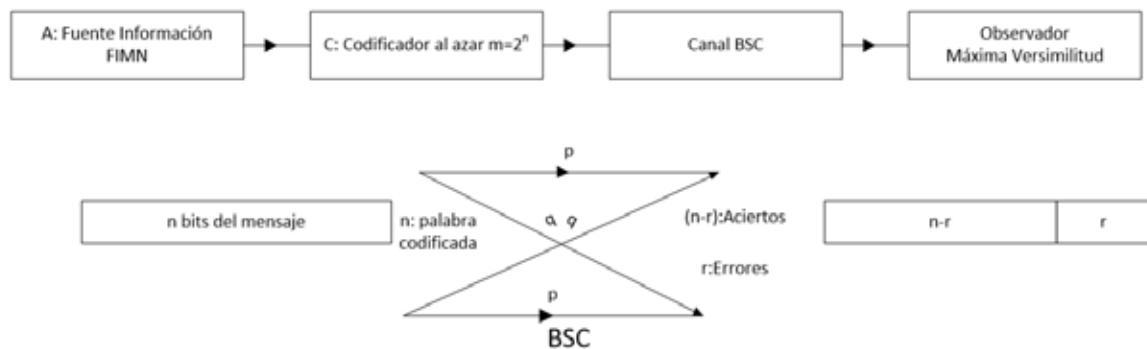 A: Fuente Información
FIMN
C: Codificador al azar m=2^n
Canal BSC
Observador
Máxima Versimilitud
p
n bits del mensaje
n: palabra
codificada
q q
(n-r):Aciertos
r:Errores
n-r
r
p
BSC